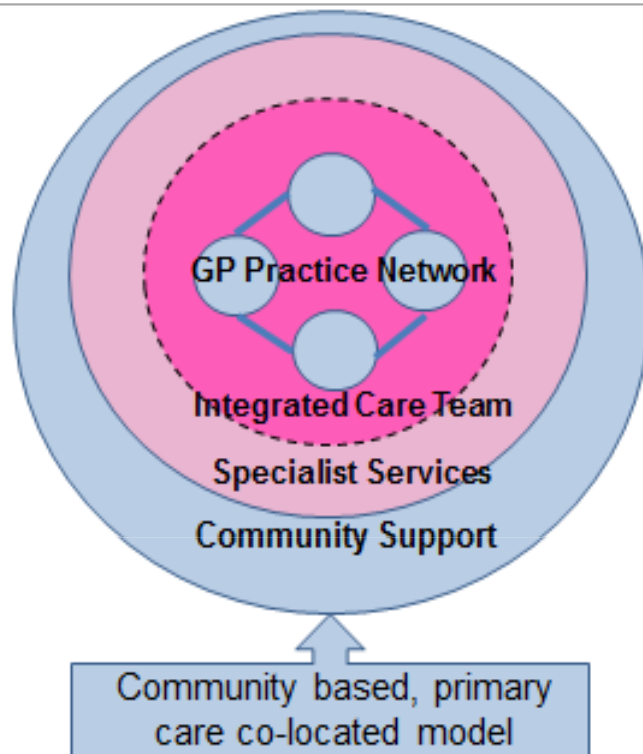 GP Practice Network
Integrated Care Team
Specialist Services
Community Support
Community based, primary
care co-located model